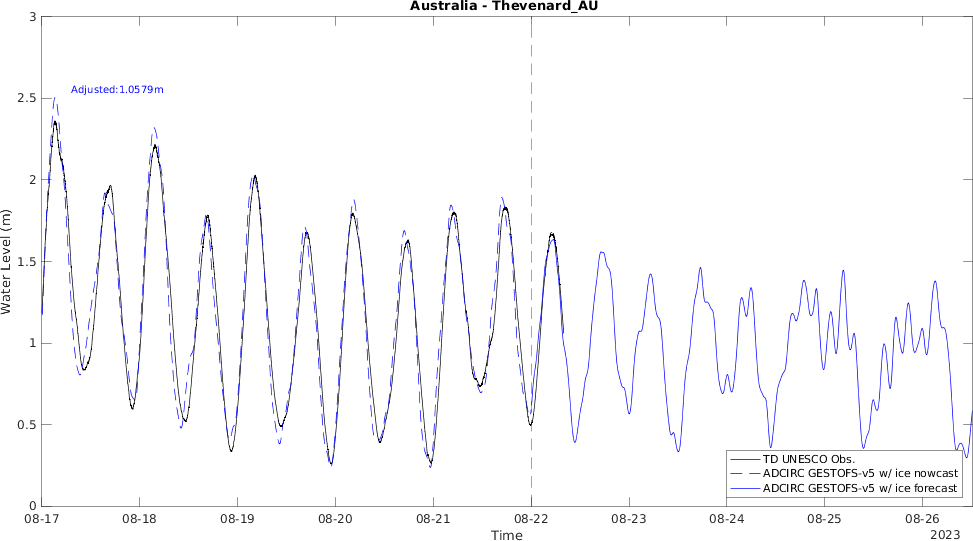 Australia - Thevenard_AU
Adjusted:1.0579m
3
2.5
2
1.5
1
0.5
0
Water Level (m)
08-17 08-18 08-19 08-20 08-21 08-22 08-23 08-24 08-25 08-26
Time
2023
TD UNESCO Obs.
ADCIRC GESTOFS-v5 w/ ice nowcast
ADCIRC GESTOFS-v5 w/ ice forecast